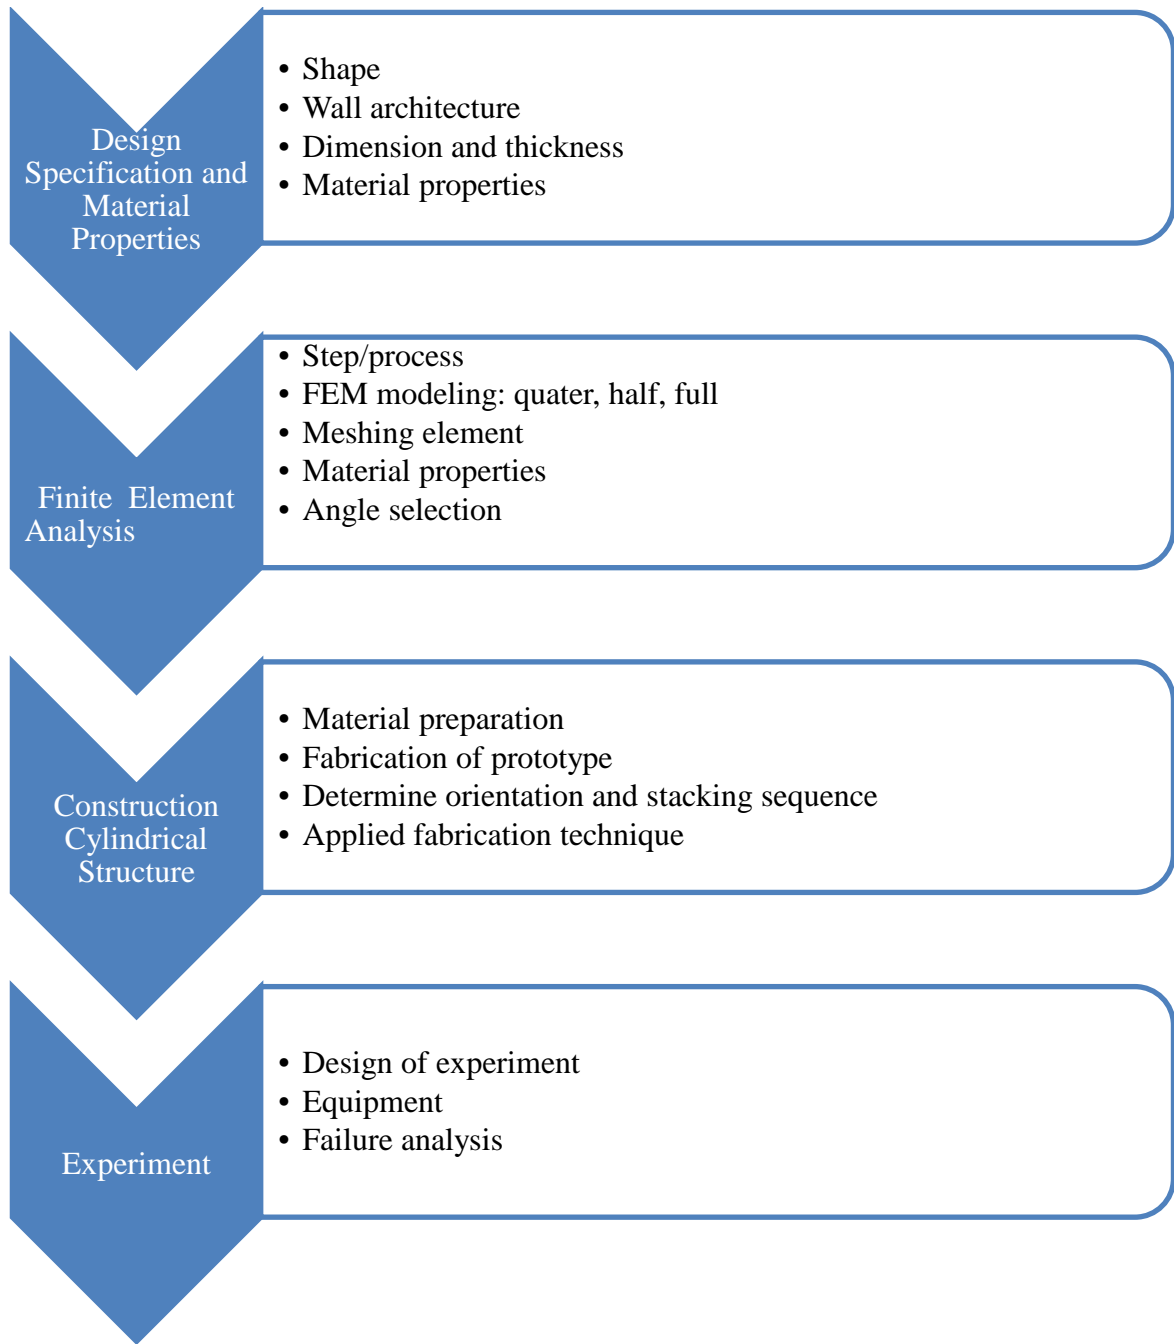 Design
Specification and
Material
Properties
• Shape
• Wall architecture
• Dimension and thickness
• Material properties
Finite Element
Analysis
• Step/process
• FEM modeling: quater, half, full
• Meshing element
• Material properties
• Angle selection
Construction
Cylindrical
Structure
• Material preparation
• Fabrication of prototype
• Determine orientation and stacking sequence
• Applied fabrication technique
Experiment
• Design of experiment
• Equipment
• Failure analysis